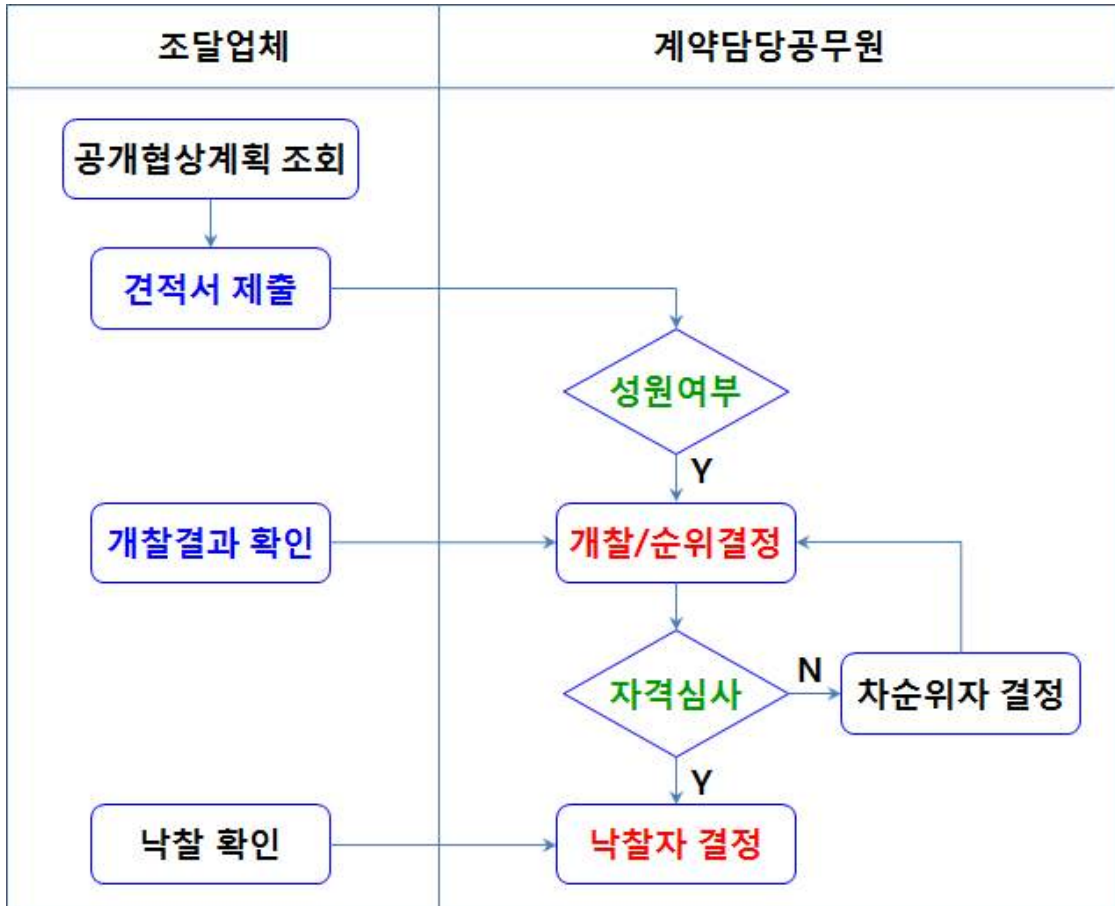 조달업체
계약담당공무원
공개협상계획 조회
견적서 제출
성원여부
Y
개찰결과 확인
개찰/순위결정
자격심사
N
차순위자 결정
Y
낙찰 확인
낙찰자 결정